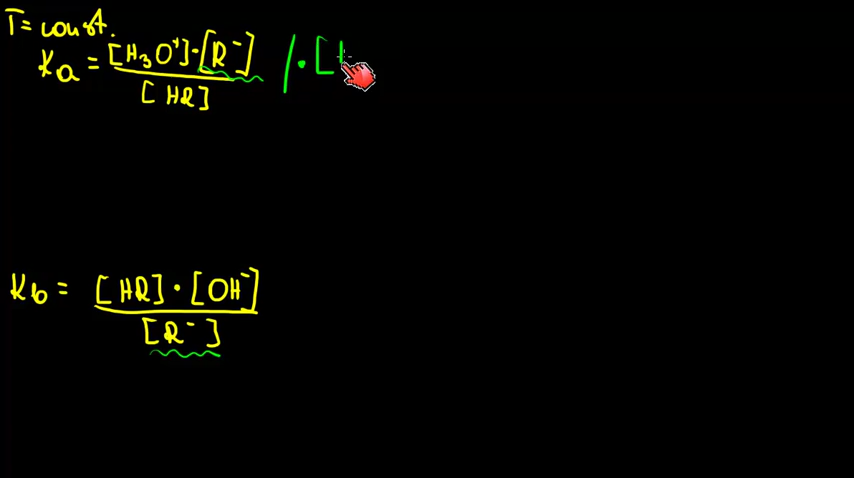 T = const.
Ka = [H₃O⁺]·[R⁻] / [HR] /·[
Kb = [HR]·[OH⁻] / [R⁻]